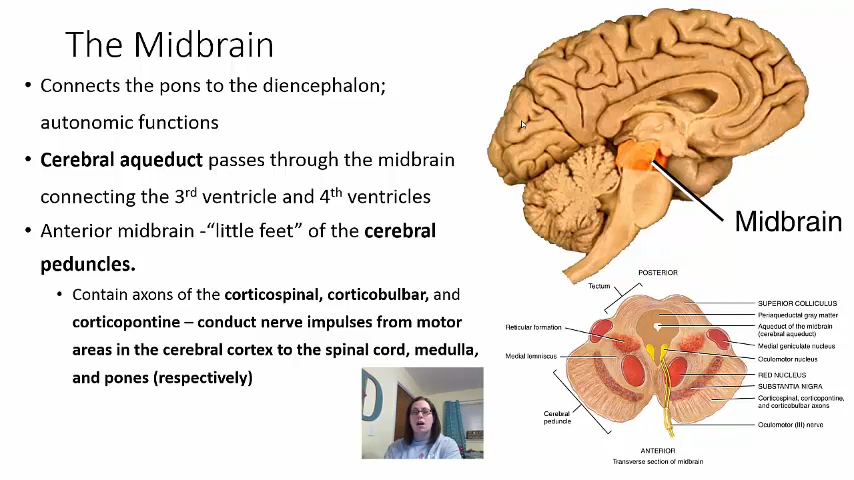 The Midbrain
• Connects the pons to the diencephalon;
autonomic functions
• Cerebral aqueduct passes through the midbrain
connecting the 3rd ventricle and 4th ventricles
• Anterior midbrain -“little feet” of the cerebral
peduncles.
• Contain axons of the corticospinal, corticobulbar, and
corticopontine – conduct nerve impulses from motor
areas in the cerebral cortex to the spinal cord, medulla,
and pones (respectively)
Midbrain
POSTERIOR
Tectum
Reticular formation
Medial lemniscus
Cerebral
peduncle
SUPERIOR COLLICULUS
Periaqueductal gray matter
Aqueduct of the midbrain
(cerebral aqueduct)
Medial geniculate nucleus
Oculomotor nucleus
RED NUCLEUS
SUBSTANTIA NIGRA
Corticospinal, corticopontine,
and corticobulbar axons
Oculomotor (III) nerve
ANTERIOR
Transverse section of midbrain